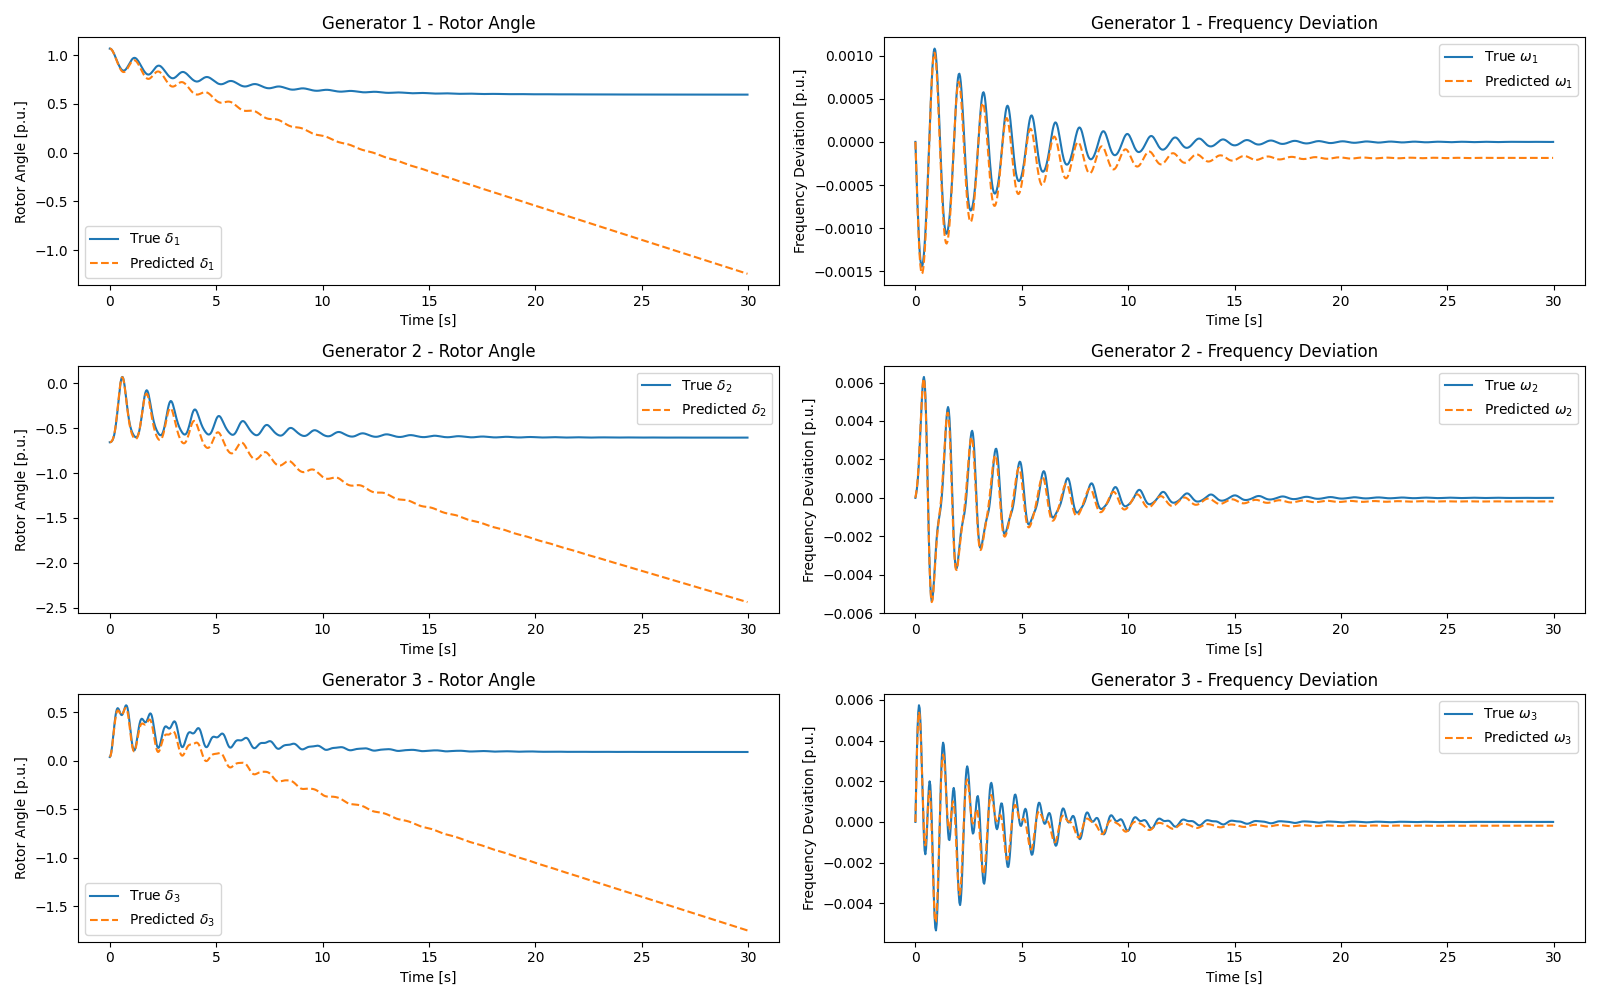 Generator 1 - Rotor Angle
Rotor Angle [p.u.]
1.0
0.5
0.0
−0.5
−1.0
True δ1
Predicted δ1
0 5 10 15 20 25 30
Time [s]
Generator 1 - Frequency Deviation
Frequency Deviation [p.u.]
0.0010
0.0005
0.0000
−0.0005
−0.0010
−0.0015
True ω1
Predicted ω1
0 5 10 15 20 25 30
Time [s]
Generator 2 - Rotor Angle
Rotor Angle [p.u.]
0.0
−0.5
−1.0
−1.5
−2.0
−2.5
True δ2
Predicted δ2
0 5 10 15 20 25 30
Time [s]
Generator 2 - Frequency Deviation
Frequency Deviation [p.u.]
0.006
0.004
0.002
0.000
−0.002
−0.004
−0.006
True ω2
Predicted ω2
0 5 10 15 20 25 30
Time [s]
Generator 3 - Rotor Angle
Rotor Angle [p.u.]
0.5
0.0
−0.5
−1.0
−1.5
True δ3
Predicted δ3
0 5 10 15 20 25 30
Time [s]
Generator 3 - Frequency Deviation
Frequency Deviation [p.u.]
0.006
0.004
0.002
0.000
−0.002
−0.004
True ω3
Predicted ω3
0 5 10 15 20 25 30
Time [s]